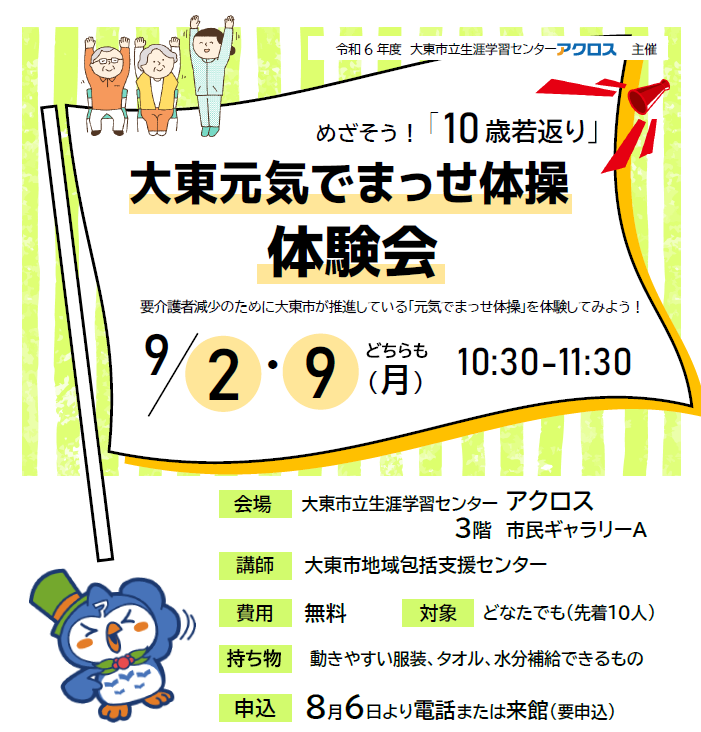 令和6年度 大東市立生涯学習センターアクロス 主催
めざそう！「10歳若返り」
大東元気でまっせ体操
体験会
要介護者減少のために大東市が推進している「元気でまっせ体操」を体験してみよう！
9/2・9 どちらも（月） 10:30-11:30
会場 大東市立生涯学習センター アクロス
3階 市民ギャラリーA
講師 大東市地域包括支援センター
費用 無料 対象 どなたでも（先着10人）
持ち物 動きやすい服装、タオル、水分補給できるもの
申込 8月6日より電話または来館（要申込）